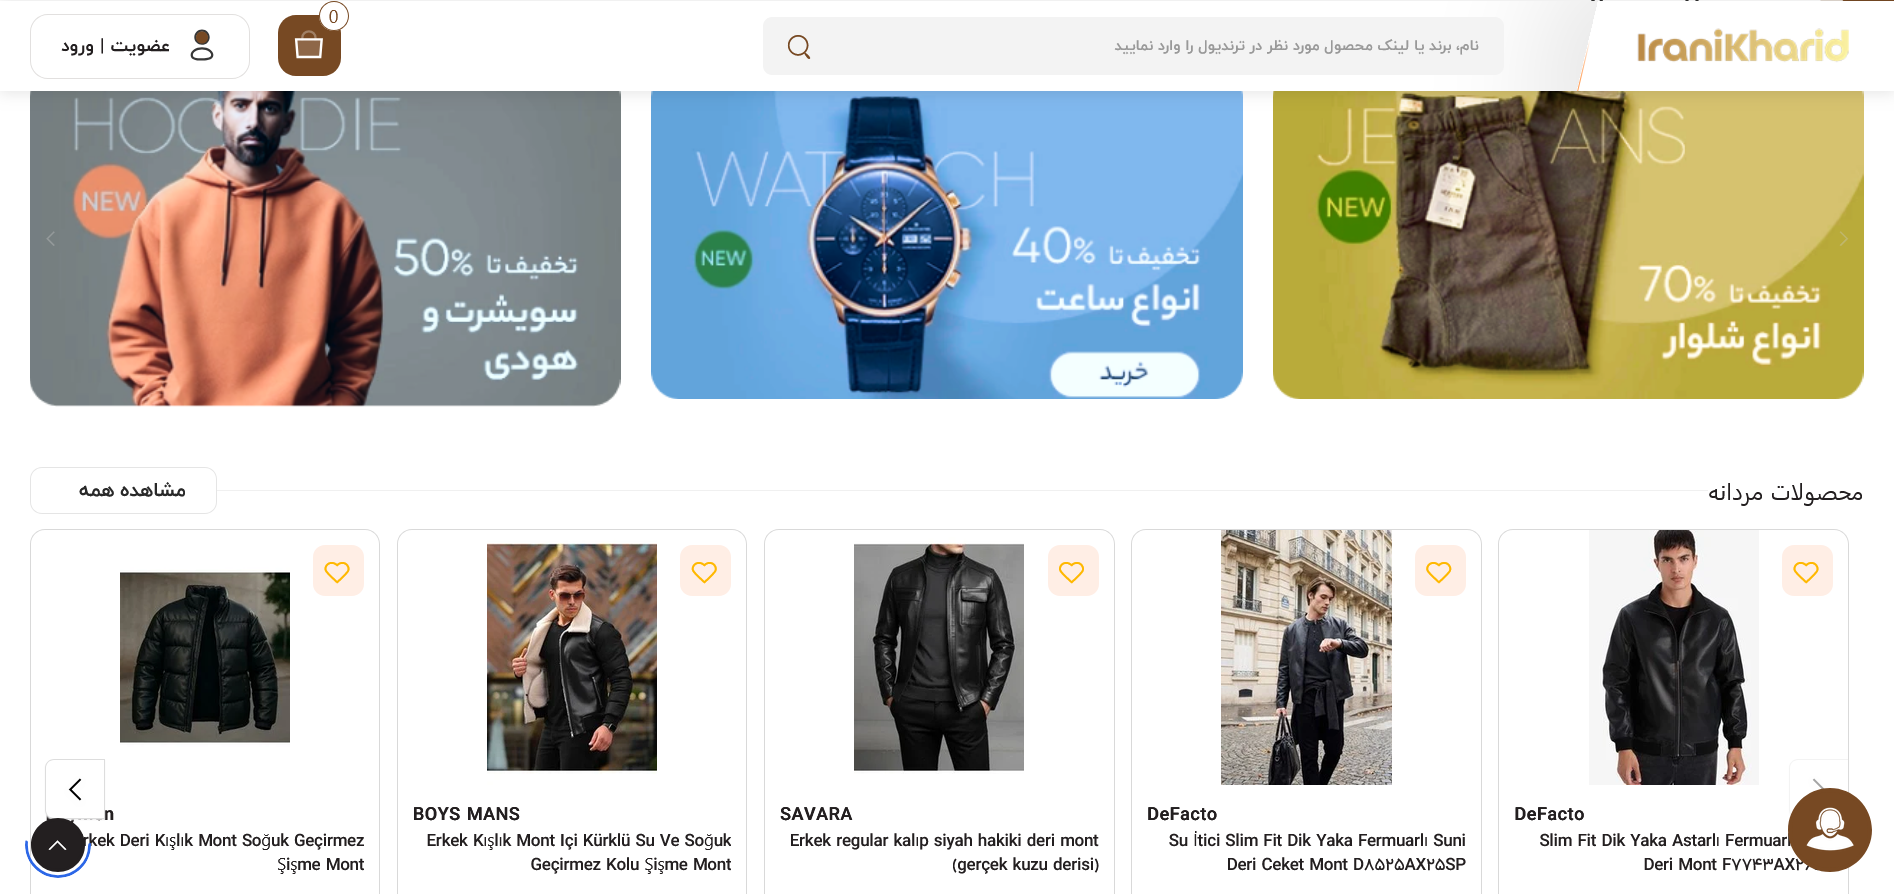 IraniKharid
نام، برند یا لینک محصول مورد نظر در ترندیول را وارد نمایید
0
عضویت | ورود
JEANS
NEW
تخفیف تا 70%
انواع شلوار
WATCH
NEW
تخفیف تا 40%
انواع ساعت
خرید
HOODIE
NEW
تخفیف تا 50%
سویشرت و
هودی
محصولات مردانه
مشاهده همه
DeFacto
Slim Fit Dik Yaka Astarlı
Deri Mont
DeFacto
Su İtici Slim Fit Dik Yaka Fermuarlı Suni
Deri Ceket Mont D۸۵۲۵AX۲۵SP
SAVARA
Erkek regular kalıp siyah hakiki deri mont
(gerçek kuzu derisi)
BOYS MANS
Erkek Kışlık Mont Içi Kürklü Su Ve Soğuk
Geçirmez Kolu Şişme Mont
Deri Kışlık Mont Soğuk Geçirmez
Şişme Mont